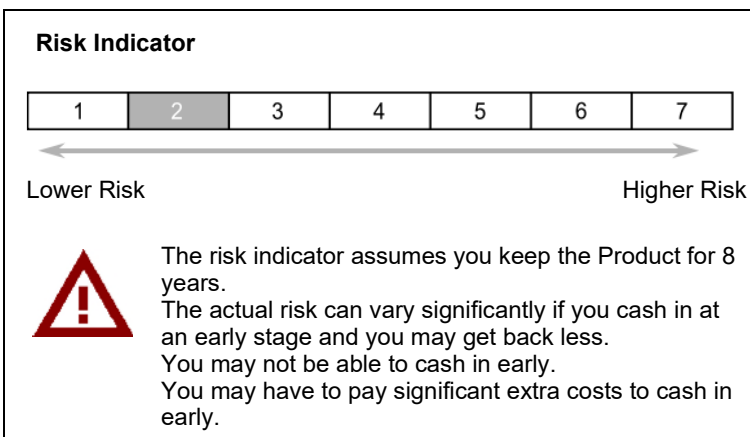 Risk Indicator
1 2 3 4 5 6 7
Lower Risk Higher Risk
The risk indicator assumes you keep the Product for 8
years.
The actual risk can vary significantly if you cash in at
an early stage and you may get back less.
You may not be able to cash in early.
You may have to pay significant extra costs to cash in
early.